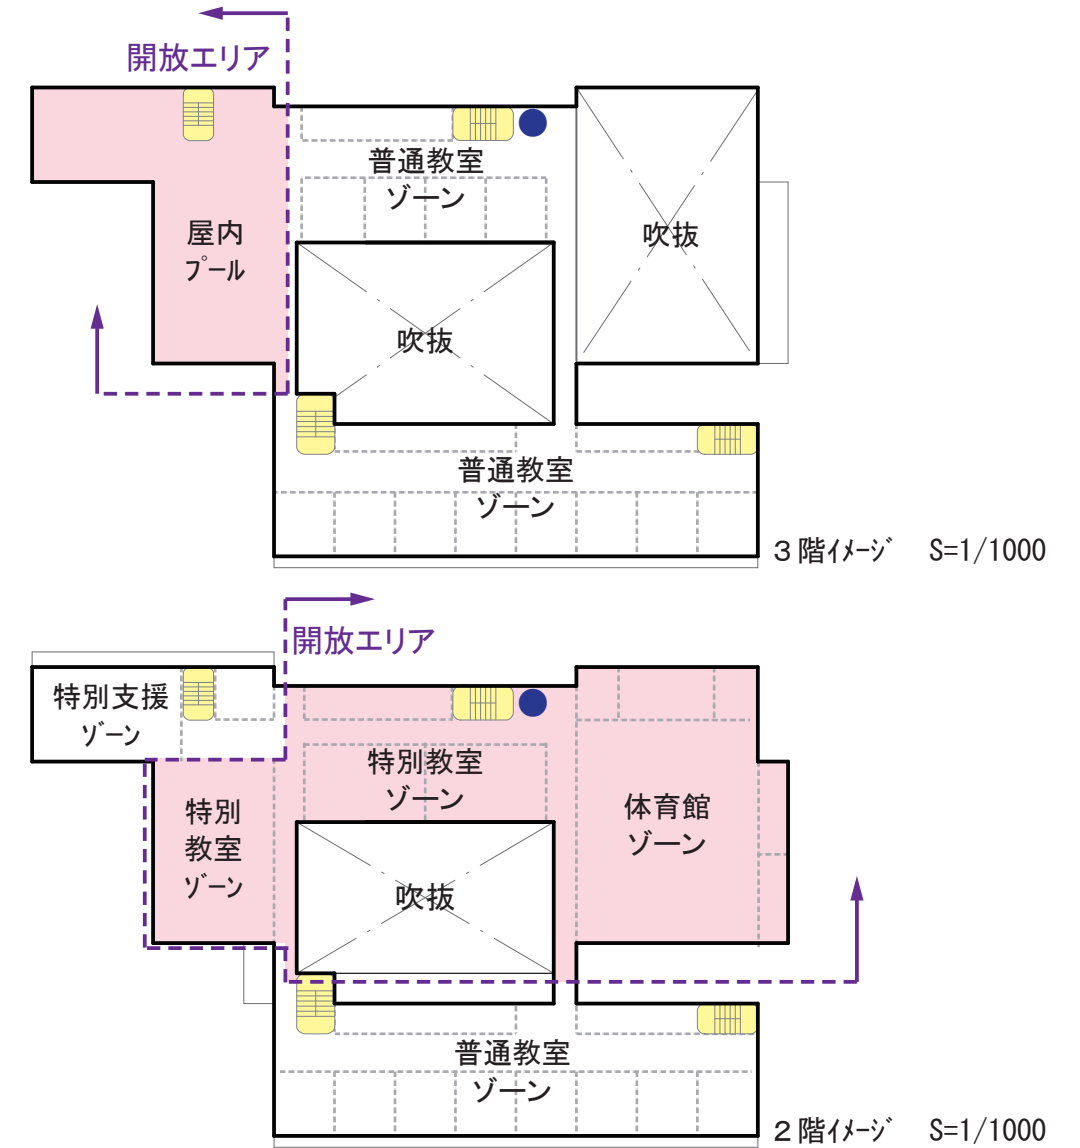 開放エリア
普通教室
ゾーン
屋内
プール
吹抜
吹抜
普通教室
ゾーン
3階イメージ S=1/1000
開放エリア
特別支援
ゾーン
特別教室
ゾーン
特別
教室
ゾーン
体育館
ゾーン
吹抜
普通教室
ゾーン
2階イメージ S=1/1000